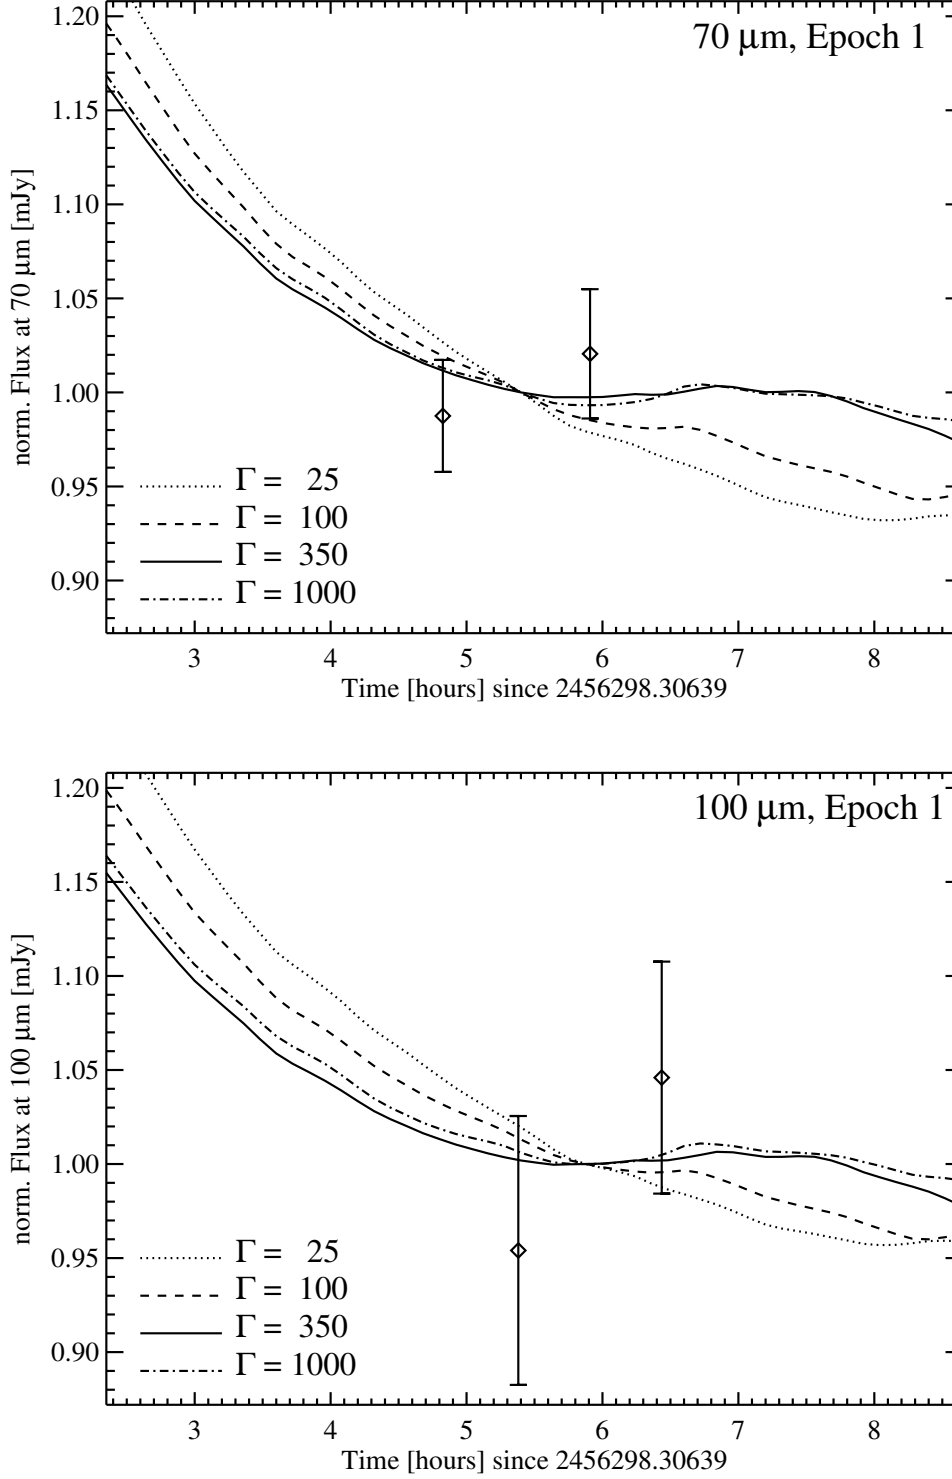 70 μm, Epoch 1
norm. Flux at 70 μm [mJy]
1.20
1.15
1.10
1.05
1.00
0.95
0.90
Γ = 25
Γ = 100
Γ = 350
Γ = 1000
3 4 5 6 7 8
Time [hours] since 2456298.30639
100 μm, Epoch 1
norm. Flux at 100 μm [mJy]
1.20
1.15
1.10
1.05
1.00
0.95
0.90
Γ = 25
Γ = 100
Γ = 350
Γ = 1000
3 4 5 6 7 8
Time [hours] since 2456298.30639